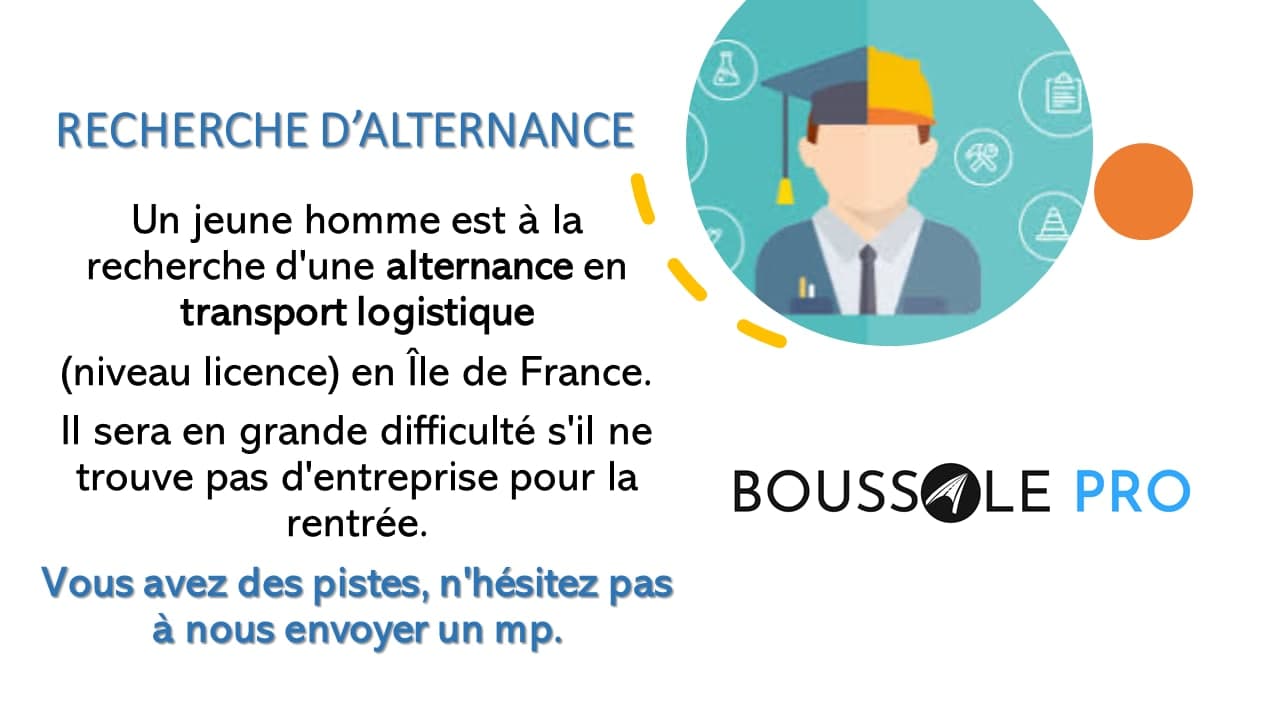 RECHERCHE D’ALTERNANCE
Un jeune homme est à la
recherche d'une alternance en
transport logistique
(niveau licence) en Île de France.
Il sera en grande difficulté s'il ne
trouve pas d'entreprise pour la
rentrée.
Vous avez des pistes, n'hésitez pas
à nous envoyer un mp.
BOUSSOLE PRO